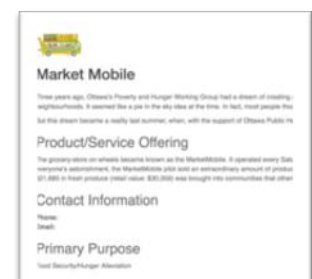 Market Mobile
Three years ago, Ottawa's Poverty and Hunger Working Group had a dream of creating
neighbourhoods. It seemed like a pie in the sky idea at the time. In fact, most people tho
But this dream became a reality last summer, when, with the support of Ottawa Public He
Product/Service Offering
The grocery-store on wheels became known as the MarketMobile. It operated every Satu
everyone's astonishment, the MarketMobile pilot sold an extraordinary amount of produc
in fresh produce (retail value: $30,000) was brought into communities that other
Contact Information
Phone:
Email:
Primary Purpose
Food Security/Hunger Alleviation